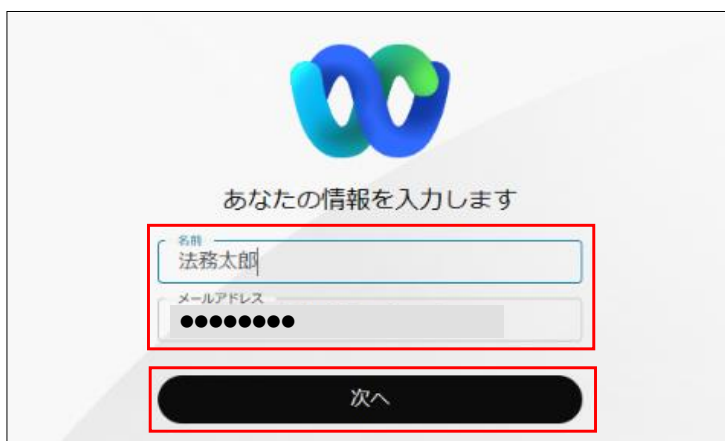 あなたの情報を入力します
名前
法務太郎
メールアドレス
●●●●●●●●
次へ